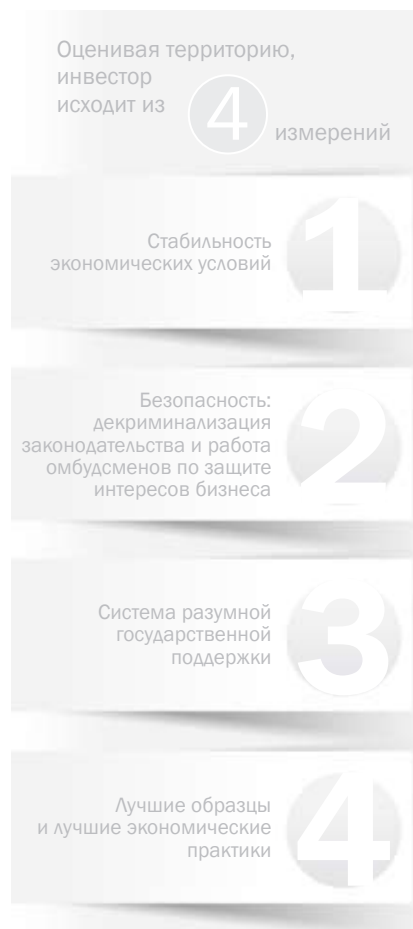 Оценивая территорию,
инвестор
исходит из
4
измерений
Стабильность
экономических условий
1
Безопасность:
декриминализация
законодательства и работа
омбудсменов по защите
интересов бизнеса
2
Система разумной
государственной
поддержки
3
Лучшие образцы
и лучшие экономические
практики
4